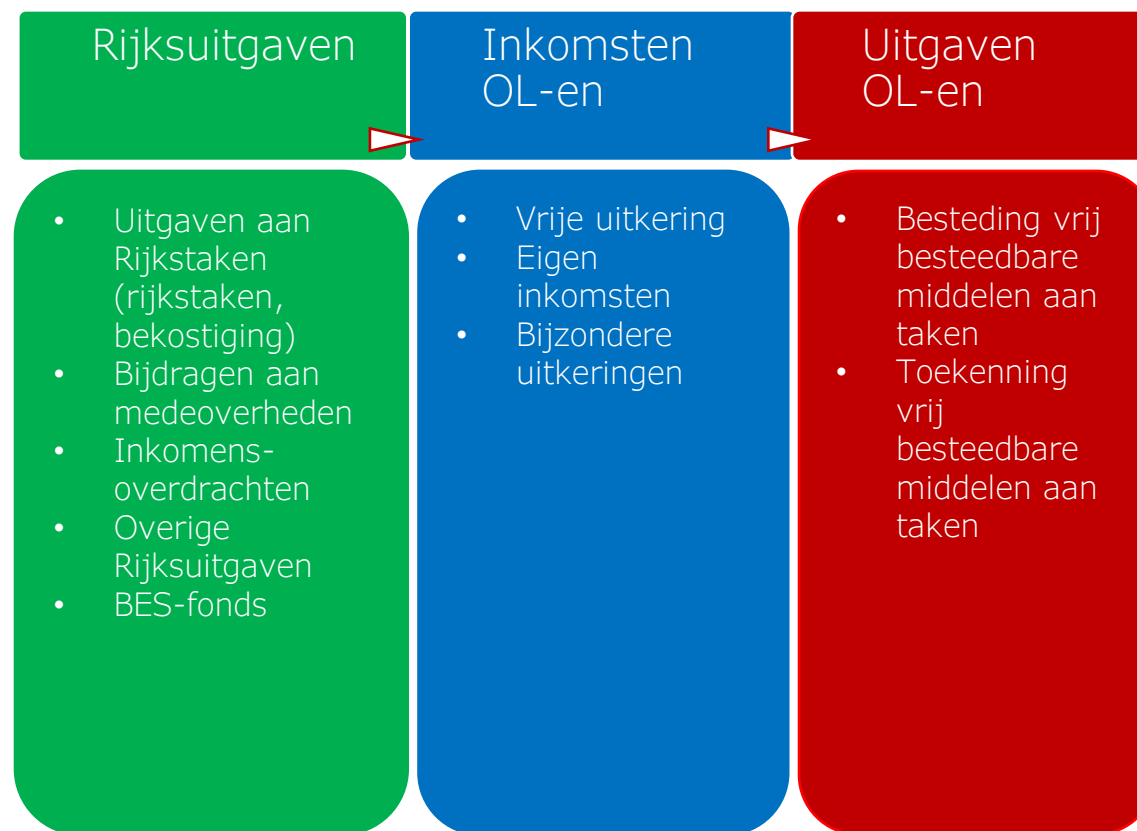 Rijksuitgaven
Inkomsten
OL-en
Uitgaven
OL-en
• Uitgaven aan
Rijkstaken
(rijkstaken,
bekostiging)
• Bijdragen aan
medeoverheden
• Inkomens-
overdrachten
• Overige
Rijksuitgaven
• BES-fonds
• Vrije uitkering
• Eigen
inkomsten
• Bijzondere
uitkeringen
• Besteding vrij
besteedbare
middelen aan
taken
• Toekenning
vrij
besteedbare
middelen aan
taken